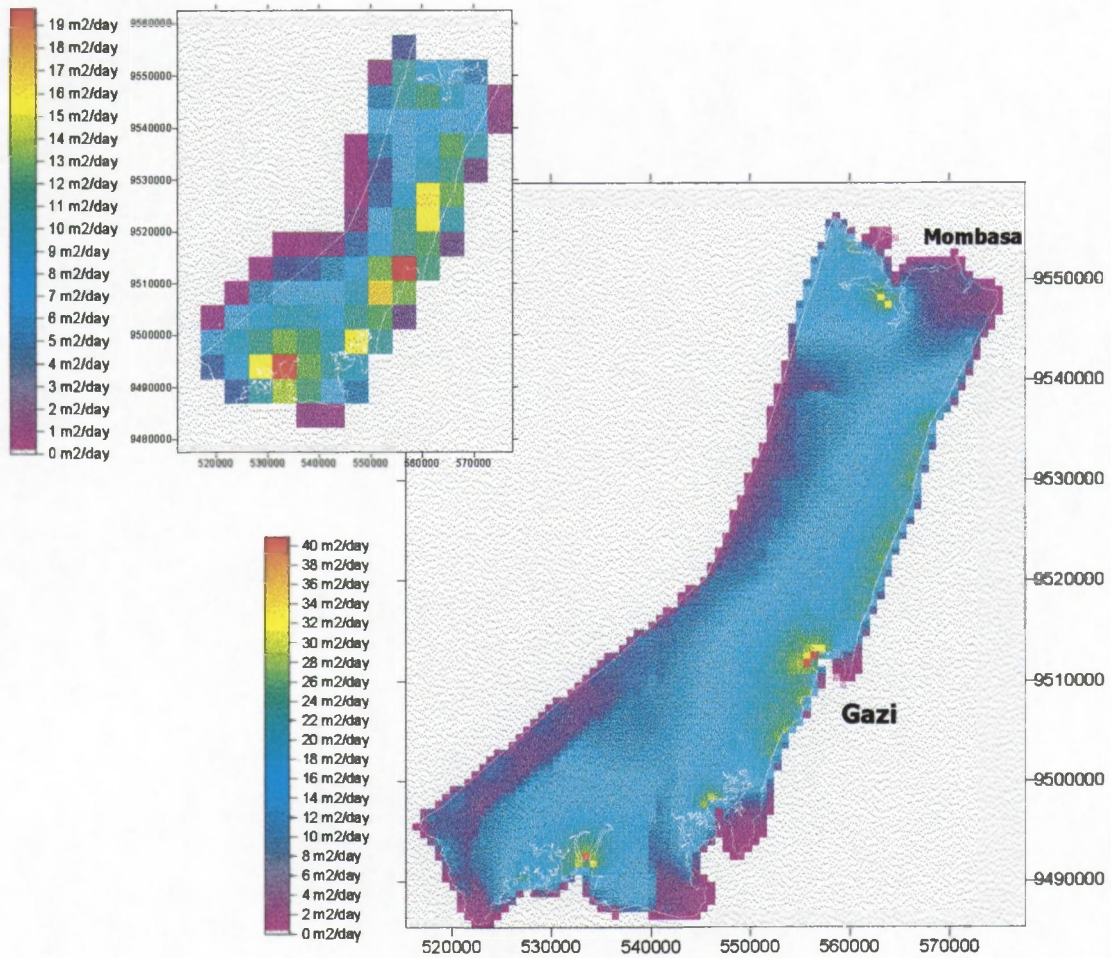 19 m2/day
18 m2/day
17 m2/day
16 m2/day
15 m2/day
14 m2/day
13 m2/day
12 m2/day
11 m2/day
10 m2/day
9 m2/day
8 m2/day
7 m2/day
6 m2/day
5 m2/day
4 m2/day
3 m2/day
2 m2/day
1 m2/day
0 m2/day
9560000
9550000
9540000
9530000
9520000
9510000
9500000
9490000
9480000
520000 530000 540000 550000 560000 570000
Mombasa
Gazi
9550000
9540000
9530000
9520000
9510000
9500000
9490000
520000 530000 540000 550000 560000 570000
40 m2/day
38 m2/day
36 m2/day
34 m2/day
32 m2/day
30 m2/day
28 m2/day
26 m2/day
24 m2/day
22 m2/day
20 m2/day
18 m2/day
16 m2/day
14 m2/day
12 m2/day
10 m2/day
8 m2/day
6 m2/day
4 m2/day
2 m2/day
0 m2/day